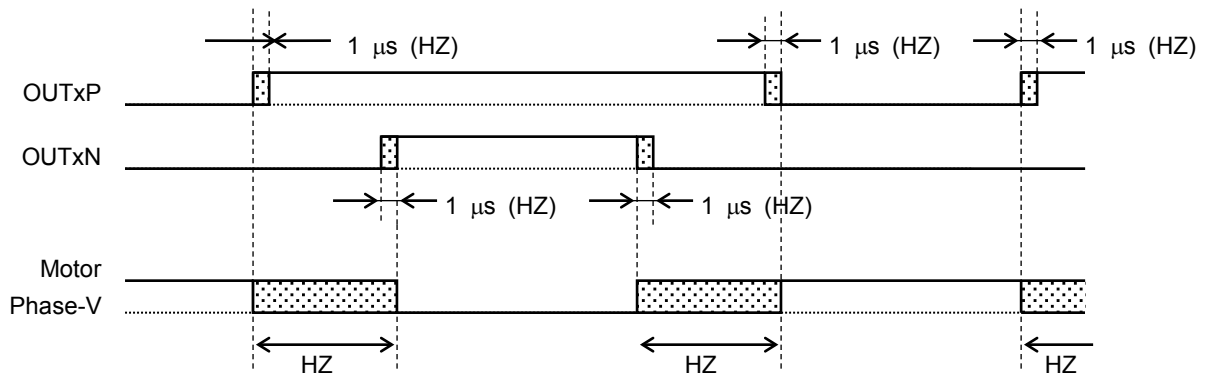 1 μs (HZ)
1 μs (HZ)
1 μs (HZ)
OUTxP
OUTxN
1 μs (HZ)
1 μs (HZ)
Motor
Phase-V
HZ
HZ
HZ